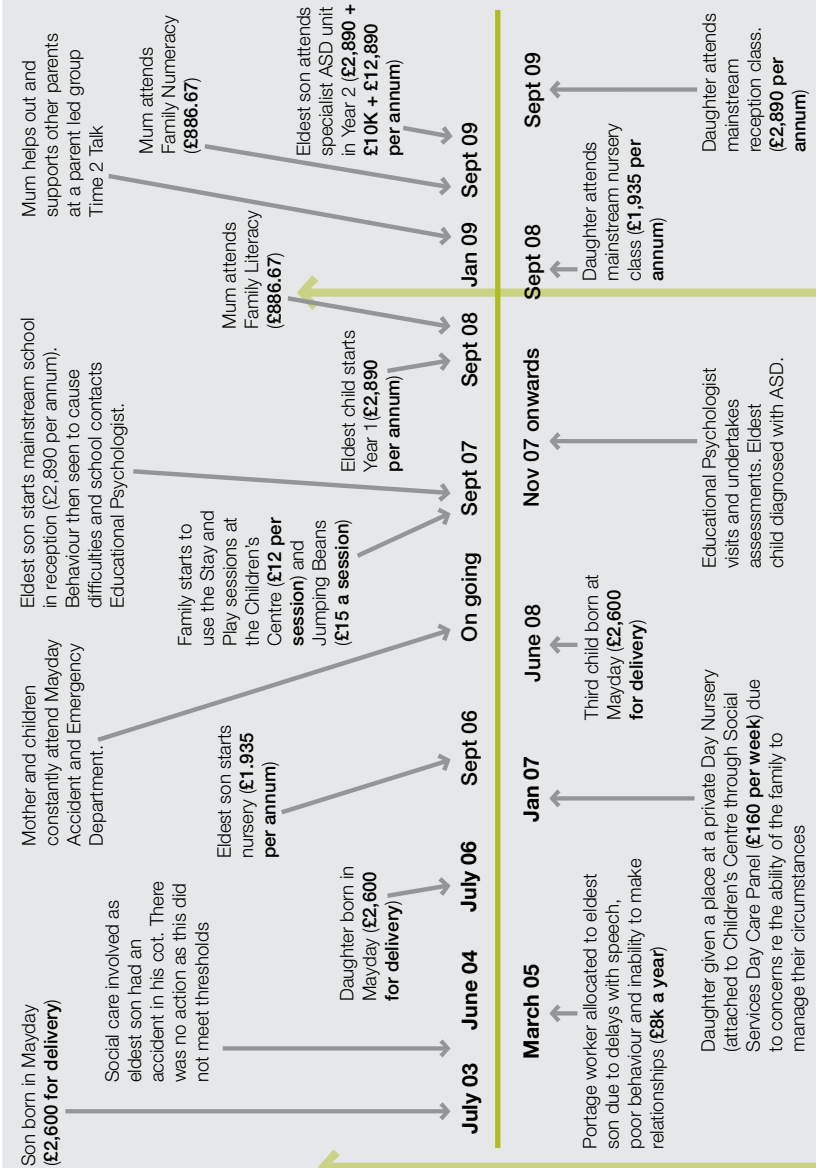 Son born in Mayday
(£2,600 for delivery)
Social care involved as
eldest son had an
accident in his cot. There
was no action as this did
not meet thresholds
Mother and children
constantly attend Mayday
Accident and Emergency
Department.
Eldest son starts mainstream school
in reception (£2,890 per annum).
Behaviour then seen to cause
difficulties and school contacts
Educational Psychologist.
Mum helps out and
supports other parents
at a parent led group
Time 2 Talk
Daughter born in
Mayday (£2,600
for delivery)
Eldest son starts
nursery (£1.935
per annum)
Family starts to
use the Stay and
Play sessions at
the Children's
Centre (£12 per
session) and
Jumping Beans
(£15 a session)
Eldest child starts
Year 1(£2,890
per annum)
Mum attends
Family Literacy
(£886.67)
Mum attends
Family Numeracy
(£886.67)
Eldest son attends
specialist ASD unit
in Year 2 (£2,890 +
£10K + £12,890
per annum)
July 03
June 04
July 06
Sept 06
On going
Sept 07
Sept 08
Jan 09
Sept 09
March 05
Jan 07
June 08
Nov 07 onwards
Sept 08
Sept 09
Portage worker allocated to eldest
son due to delays with speech,
poor behaviour and inability to make
relationships (£8k a year)
Daughter given a place at a private Day Nursery
(attached to Children's Centre through Social
Services Day Care Panel (£160 per week) due
to concerns re the ability of the family to
manage their circumstances
Third child born at
Mayday (£2,600
for delivery)
Educational Psychologist
visits and undertakes
assessments. Eldest
child diagnosed with ASD.
Daughter attends
mainstream nursery
class (£1,935 per
annum)
Daughter attends
mainstream
reception class.
(£2,890 per
annum)